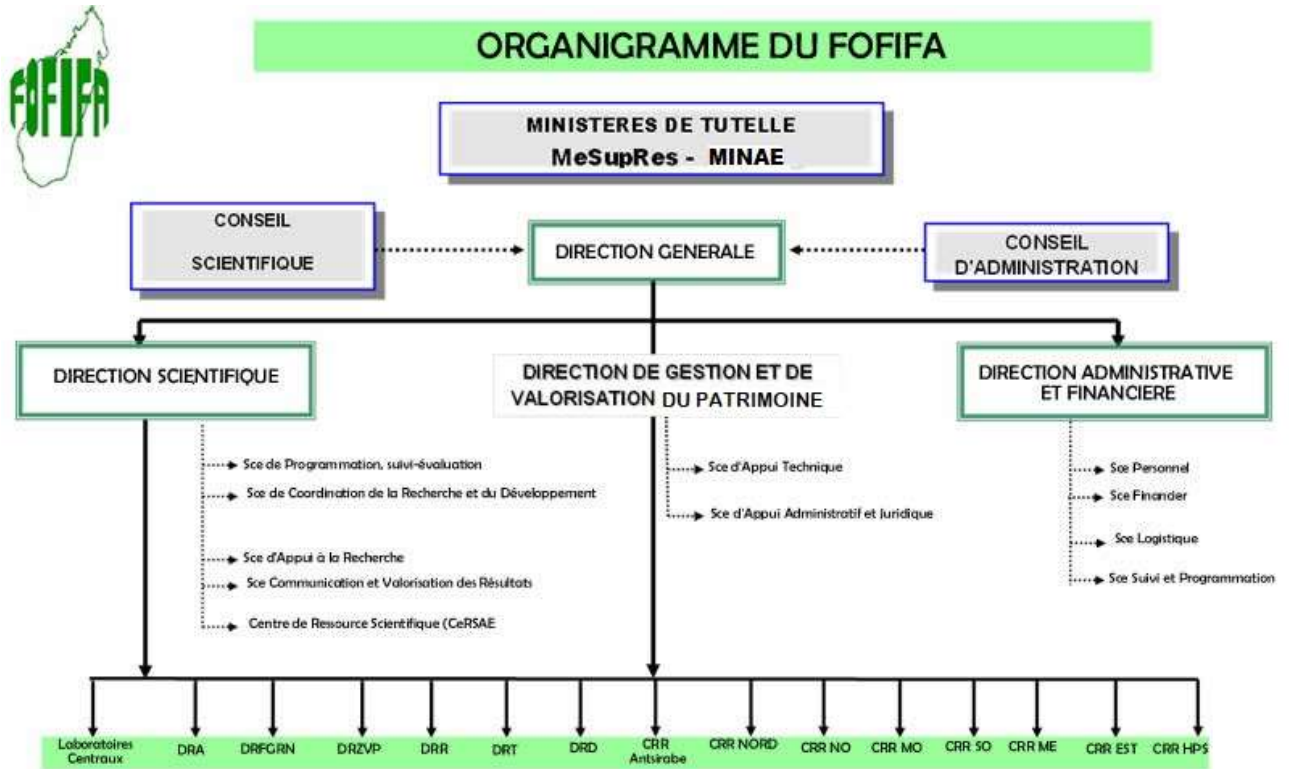 FOFIFA
ORGANIGRAMME DU FOFIFA
MINISTERES DE TUTELLE
MeSupRes - MINAE
CONSEIL
SCIENTIFIQUE
DIRECTION GENERALE
CONSEIL
D'ADMINISTRATION
DIRECTION SCIENTIFIQUE
DIRECTION DE GESTION ET DE
VALORISATION DU PATRIMOINE
DIRECTION ADMINISTRATIVE
ET FINANCIERE
Sce de Programmation, suivi-évaluation
Sce de Coordination de la Recherche et du Développement
Sce d'Appui à la Recherche
Sce Communication et Valorisation des Résultats
Centre de Ressource Scientifique (CeRSAE
Sce d'Appui Technique
Sce d'Appui Administratif et Juridique
Sce Personnel
Sce Financier
Sce Logistique
Sce Suivi et Programmation
Laboratoires
Centraux
DRA
DRFGRN
DRZVP
DRR
DRT
DRD
CRR
Antsirabe
CRR NORD
CRR NO
CRR MO
CRR SO
CRR ME
CRR EST
CRR HPS